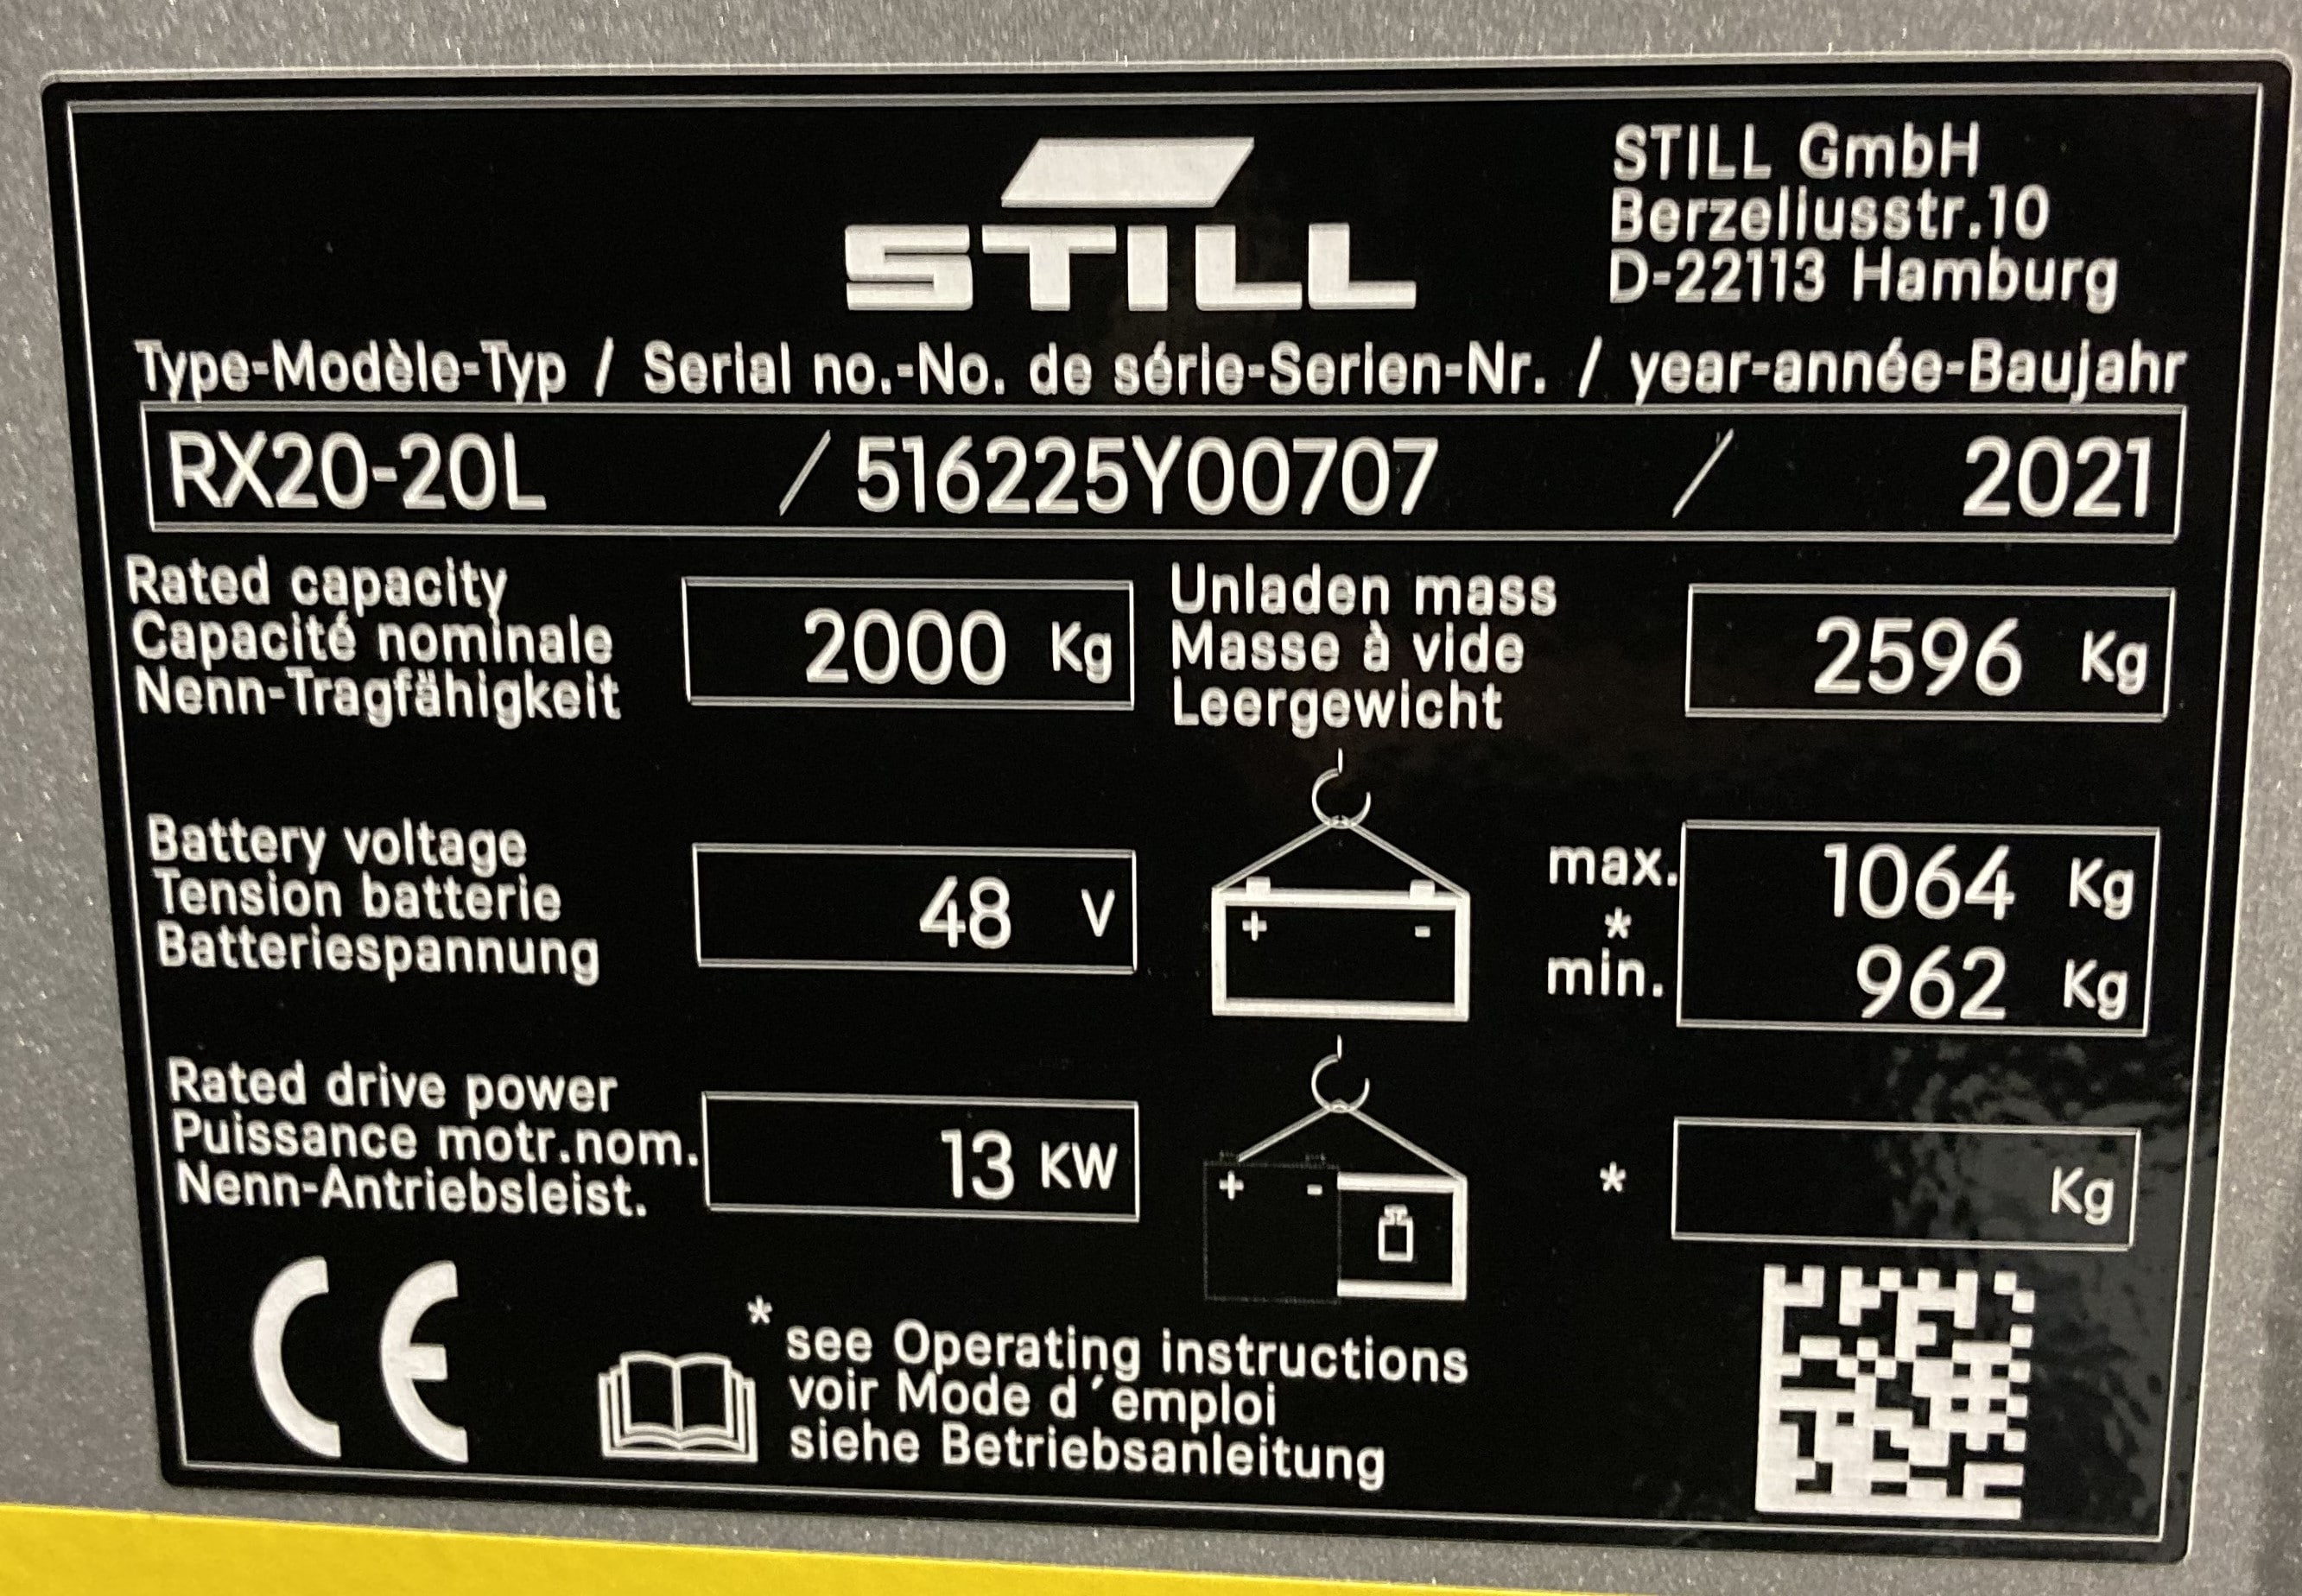 STILL
STILL GmbH
Berzeliusstr.10
D-22113 Hamburg
Type-Modèle-Typ / Serial no.-No. de série-Serien-Nr. / year-année-Baujahr
RX20-20L / 516225Y00707 / 2021
Rated capacity
Capacité nominale
Nenn-Tragfähigkeit
2000 Kg
Unladen mass
Masse à vide
Leergewicht
2596 Kg
Battery voltage
Tension batterie
Batteriespannung
48 V
+ -
max. 1064 Kg
*
min. 962 Kg
Rated drive power
Puissance motr.nom.
Nenn-Antriebsleist.
13 KW
+ -
* Kg
CE
* see Operating instructions
voir Mode d´emploi
siehe Betriebsanleitung